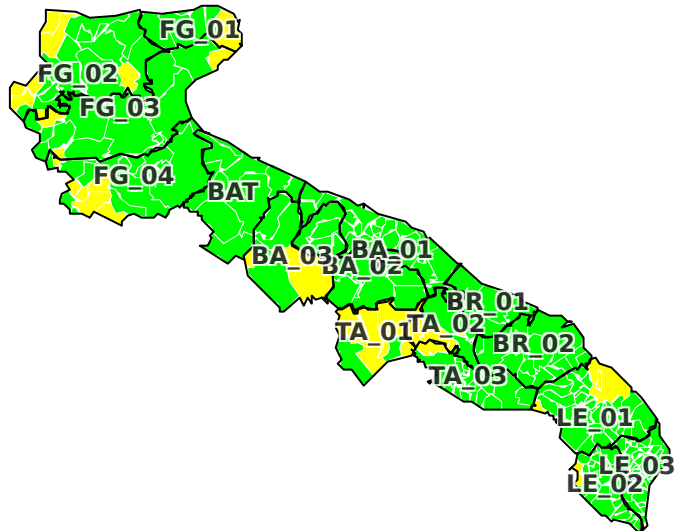 FG_01
FG_02
FG_03
FG_04
BAT
BA_01
BA_03
BA_02
BR_01
TA_02
TA_01
BR_02
TA_03
LE_01
LE_03
LE_02